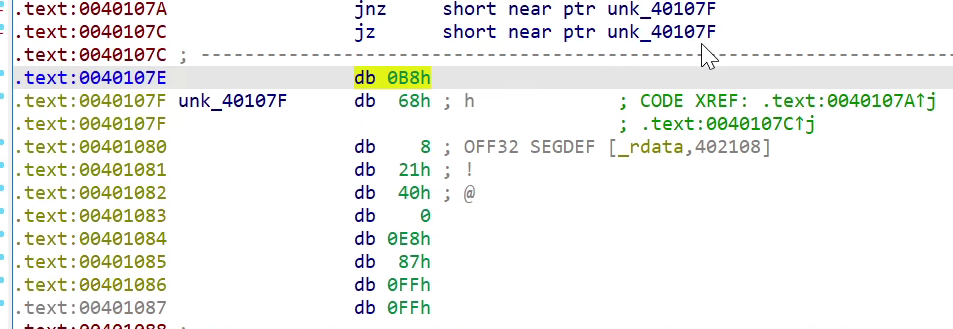 .text:0040107A jnz short near ptr unk_40107F
.text:0040107C jz short near ptr unk_40107F
.text:0040107C ; ---------------------------------------------------------------------------
.text:0040107E db 0B8h
.text:0040107F unk_40107F db 68h ; h ; CODE XREF: .text:0040107A↑j
.text:0040107F ; .text:0040107C↑j
.text:00401080 db 8 ; OFF32 SEGDEF [_rdata,402108]
.text:00401081 db 21h ; !
.text:00401082 db 40h ; @
.text:00401083 db 0
.text:00401084 db 0E8h
.text:00401085 db 87h
.text:00401086 db 0FFh
.text:00401087 db 0FFh
.text:00401088 ;